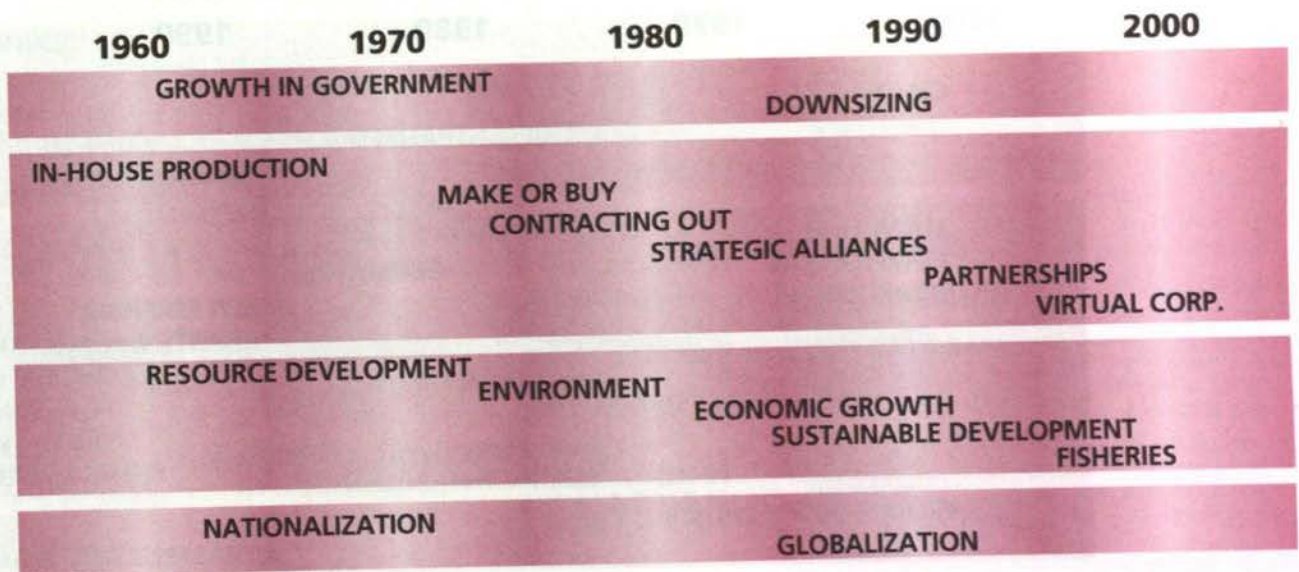 1960 1970 1980 1990 2000
GROWTH IN GOVERNMENT
DOWNSIZING
IN-HOUSE PRODUCTION
MAKE OR BUY
CONTRACTING OUT
STRATEGIC ALLIANCES
PARTNERSHIPS
VIRTUAL CORP.
RESOURCE DEVELOPMENT
ENVIRONMENT
ECONOMIC GROWTH
SUSTAINABLE DEVELOPMENT
FISHERIES
NATIONALIZATION
GLOBALIZATION